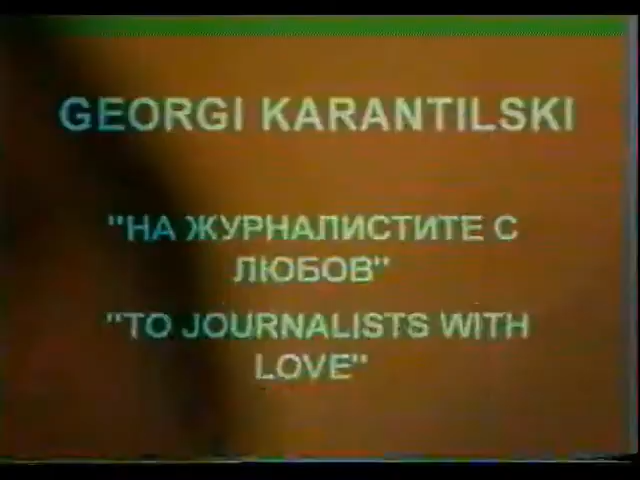 GEORGI KARANTILSKI
"НА ЖУРНАЛИСТИТЕ С
ЛЮБОВ"
"TO JOURNALISTS WITH
LOVE"